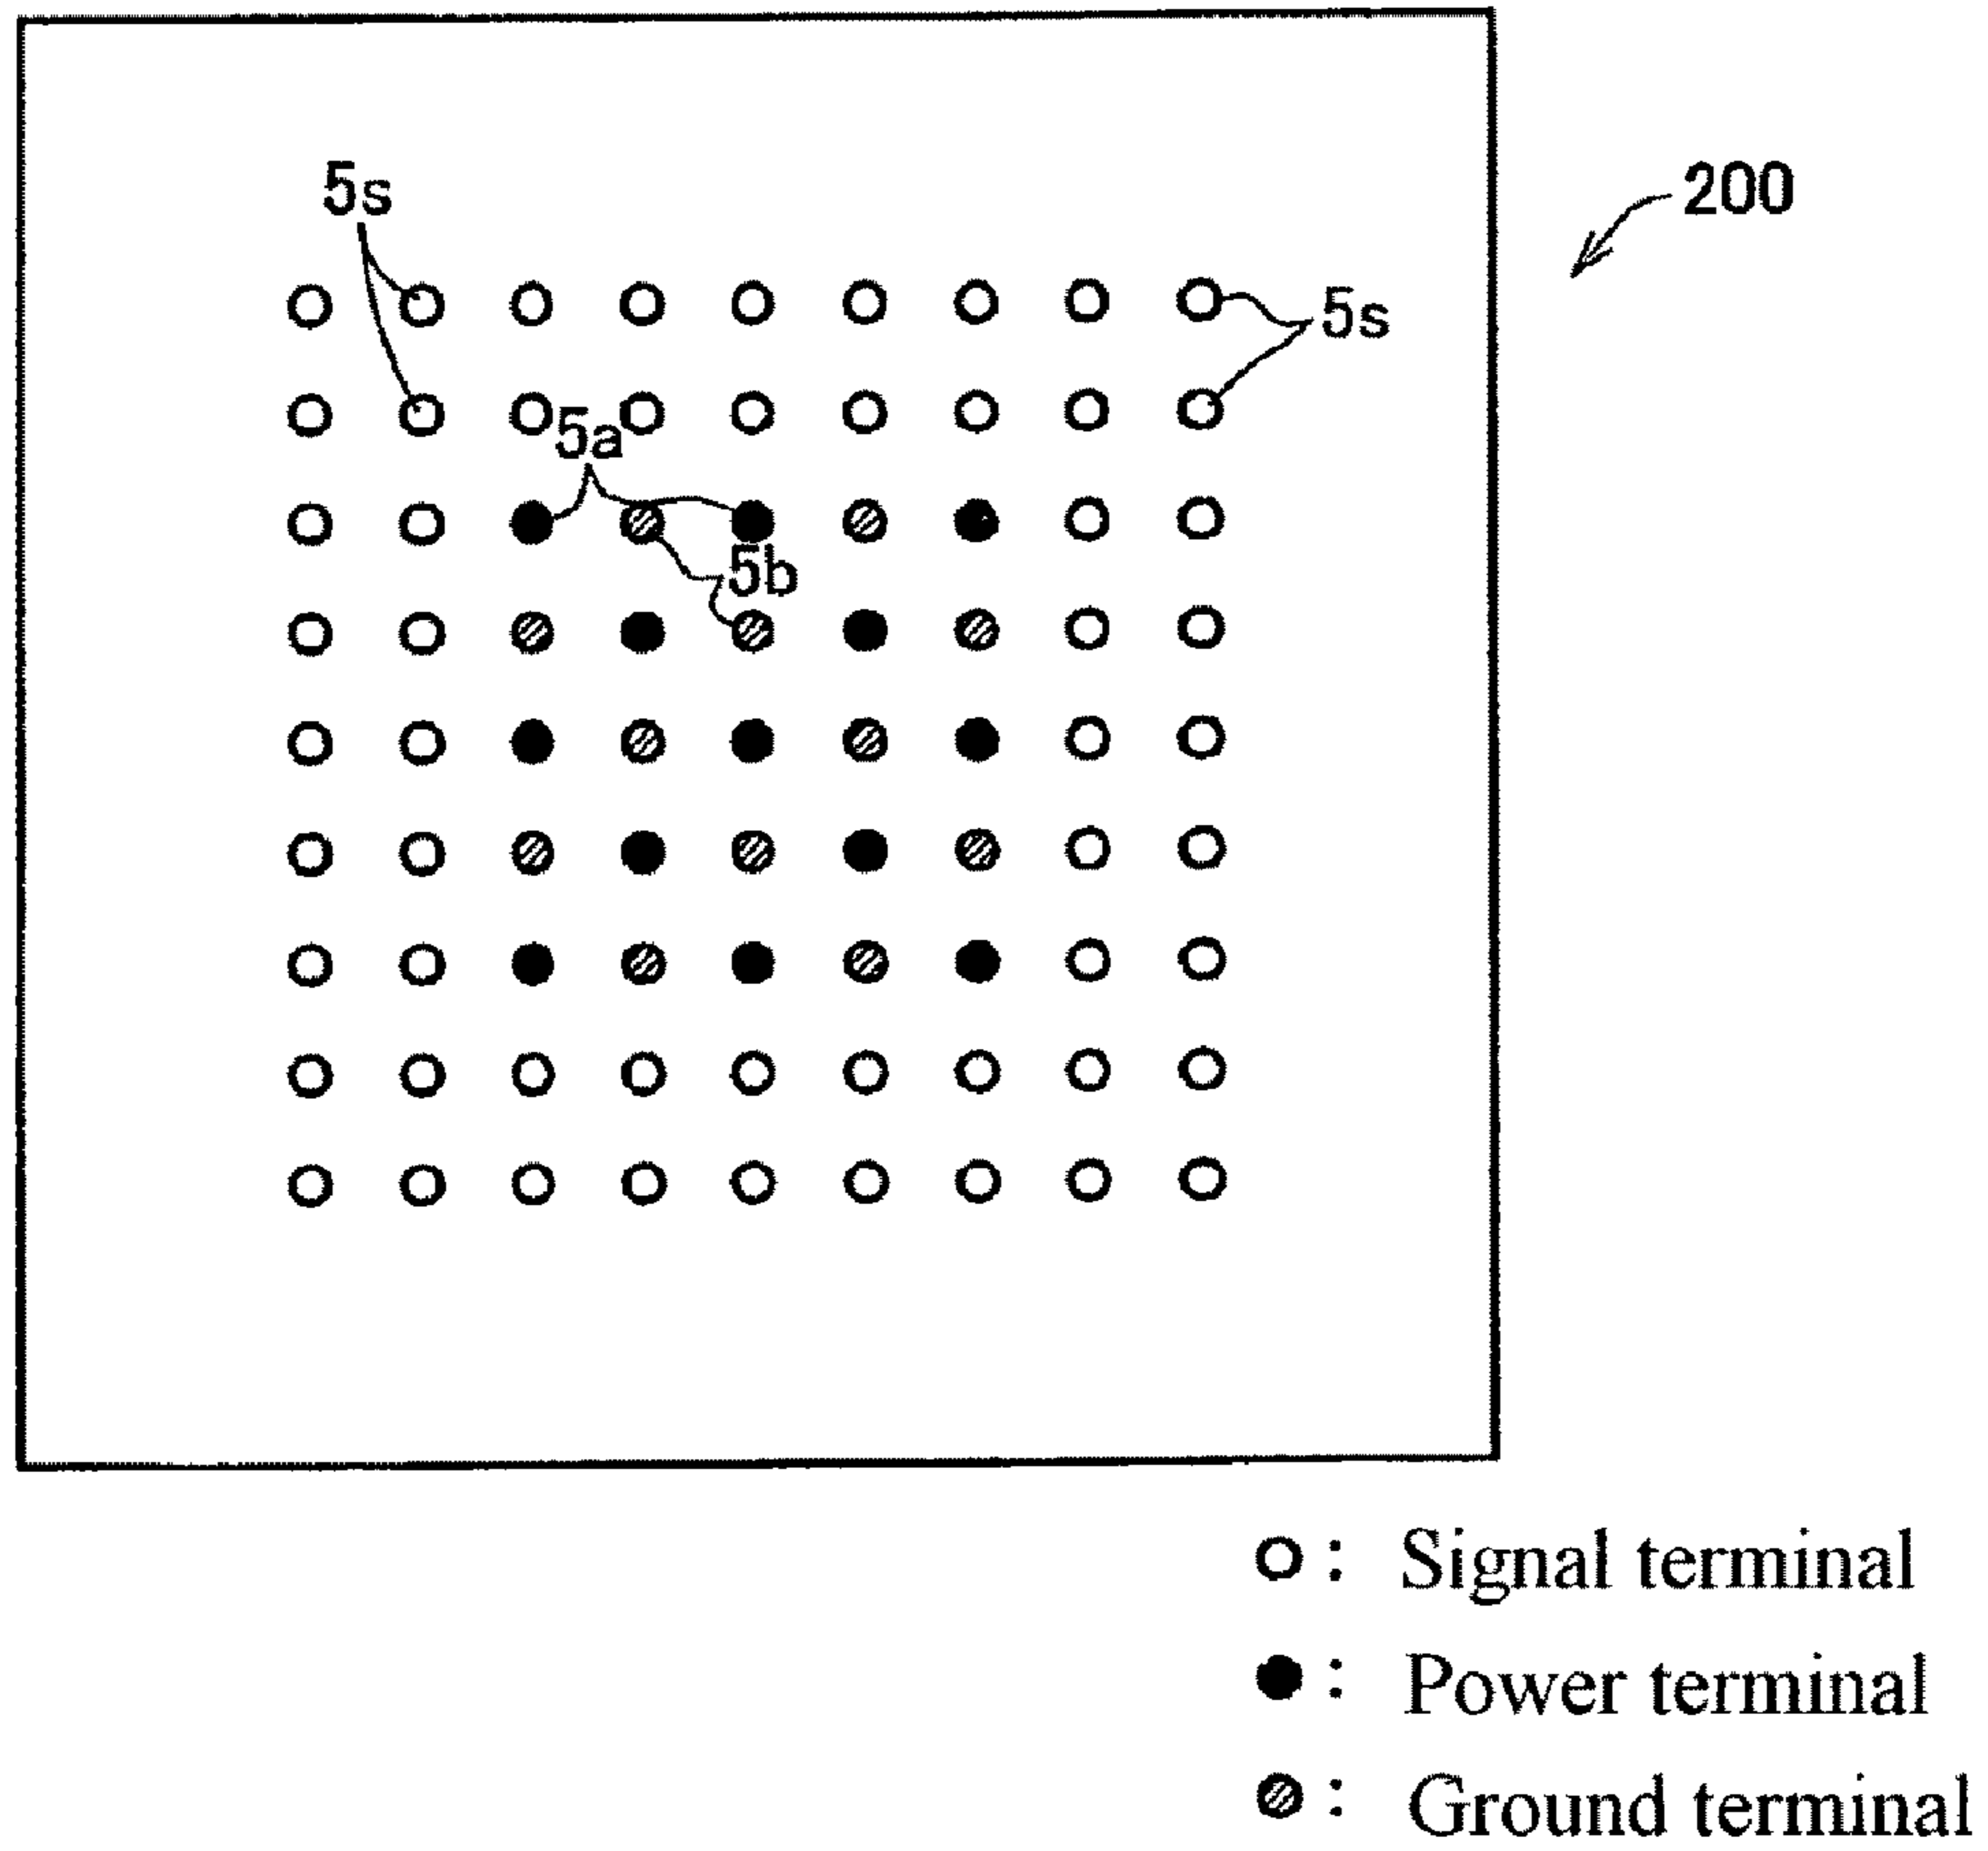 5s
200
5s
5a
5b
: Signal terminal
: Power terminal
: Ground terminal